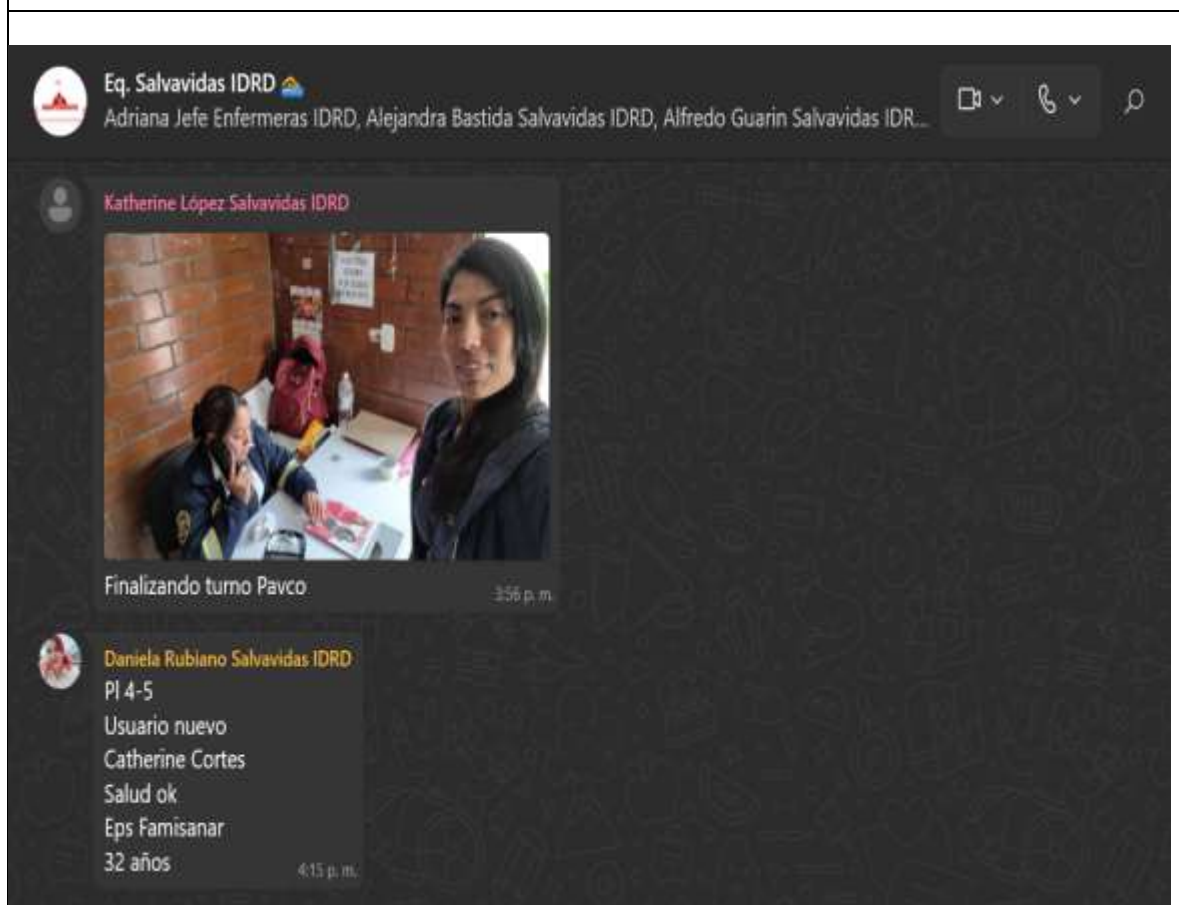 Eq. Salvavidas IDRD
Adriana Jefe Enfermeras IDRD, Alejandra Bastida Salvavidas IDRD, Alfredo Guarin Salvavidas IDR...
Katherine López Salvavidas IDRD
Finalizando turno Pavco
3:56 p. m.
Daniela Rubiano Salvavidas IDRD
Pl 4-5
Usuario nuevo
Catherine Cortes
Salud ok
Eps Famisanar
32 años
4:15 p. m.